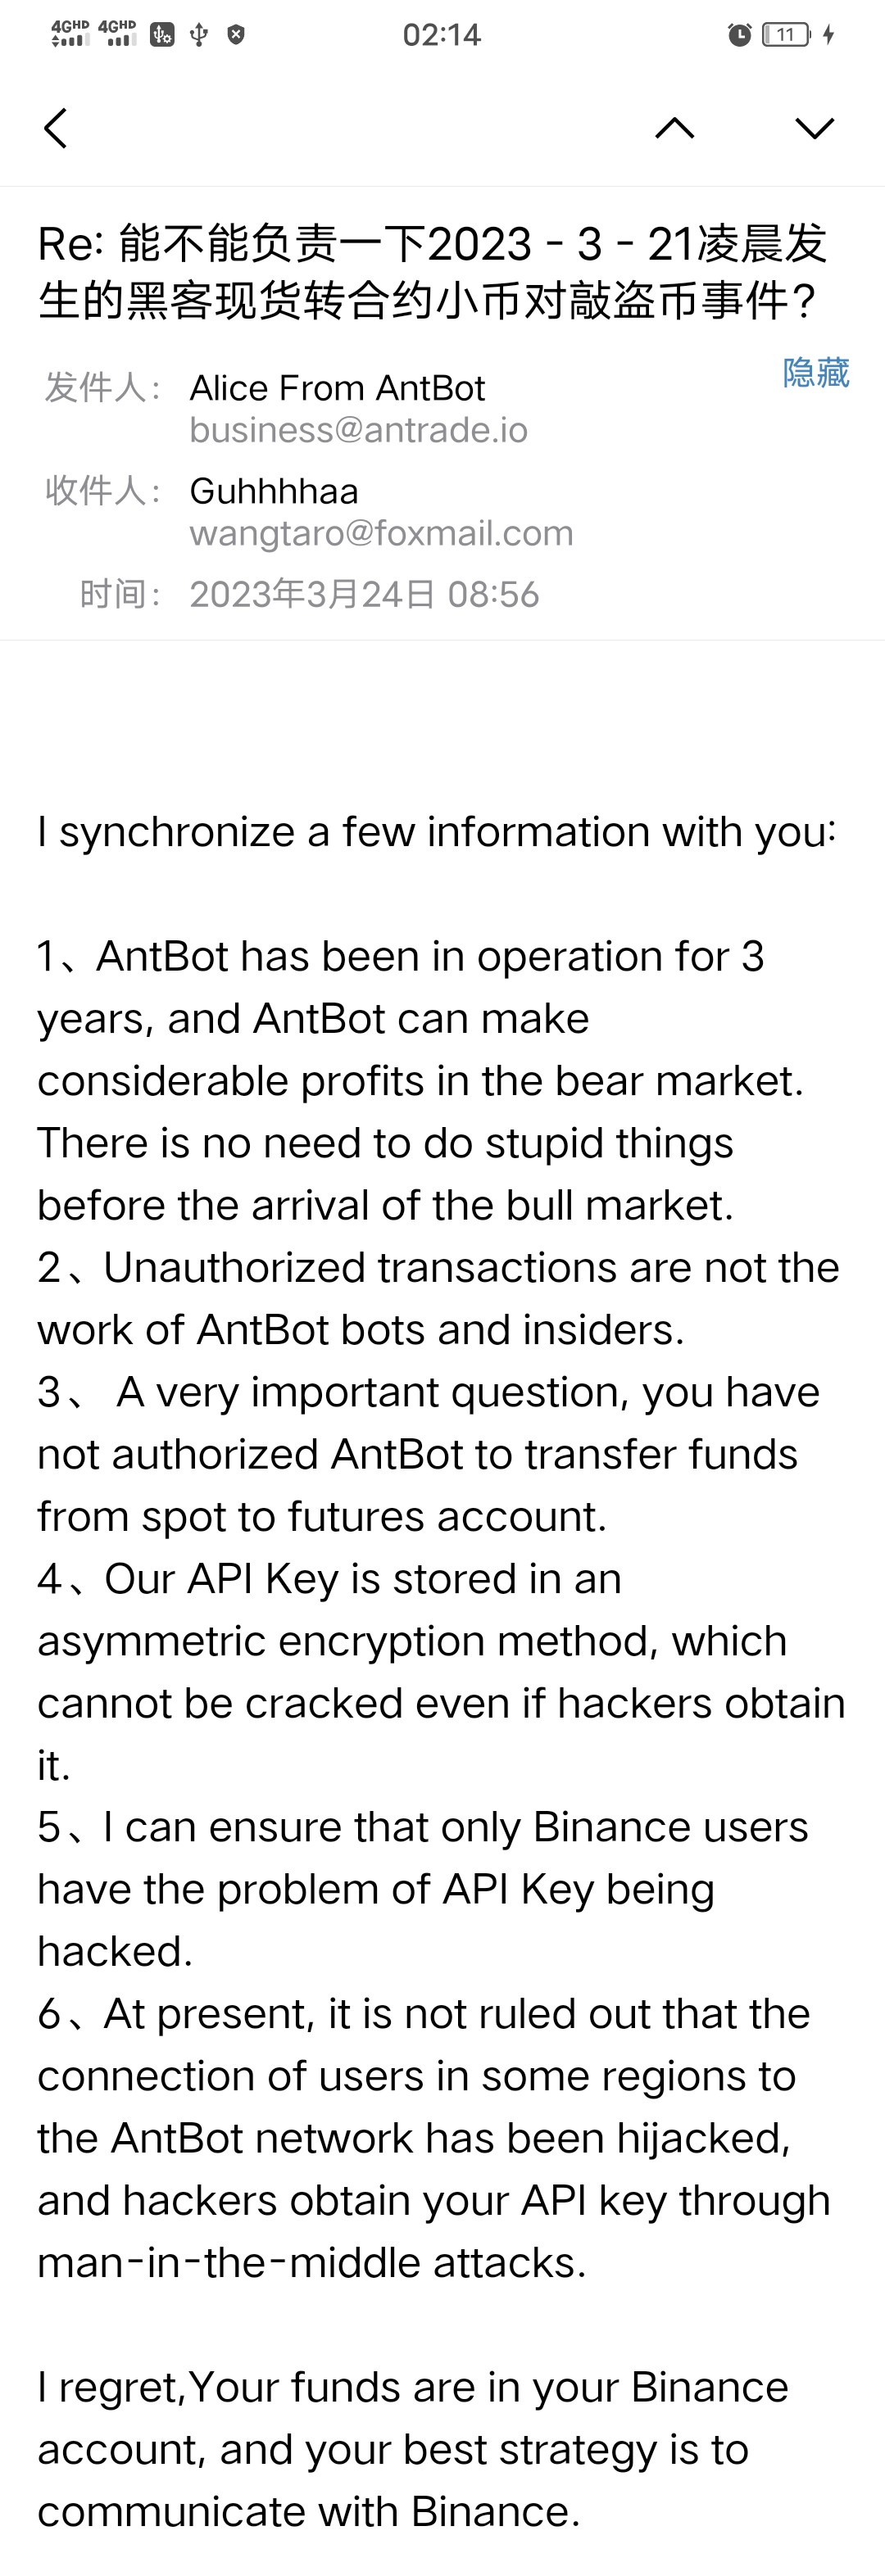 4GHD 4GHD 02:14 11
Re: 能不能负责一下2023 - 3 - 21凌晨发
生的黑客现货转合约小币对敲盗币事件?
隐藏
发件人: Alice From AntBot
business@antrade.io
收件人: Guhhhhaa
wangtaro@foxmail.com
时间: 2023年3月24日 08:56
I synchronize a few information with you:
1、AntBot has been in operation for 3
years, and AntBot can make
considerable profits in the bear market.
There is no need to do stupid things
before the arrival of the bull market.
2、Unauthorized transactions are not the
work of AntBot bots and insiders.
3、 A very important question, you have
not authorized AntBot to transfer funds
from spot to futures account.
4、Our API Key is stored in an
asymmetric encryption method, which
cannot be cracked even if hackers obtain
it.
5、I can ensure that only Binance users
have the problem of API Key being
hacked.
6、At present, it is not ruled out that the
connection of users in some regions to
the AntBot network has been hijacked,
and hackers obtain your API key through
man-in-the-middle attacks.
I regret,Your funds are in your Binance
account, and your best strategy is to
communicate with Binance.